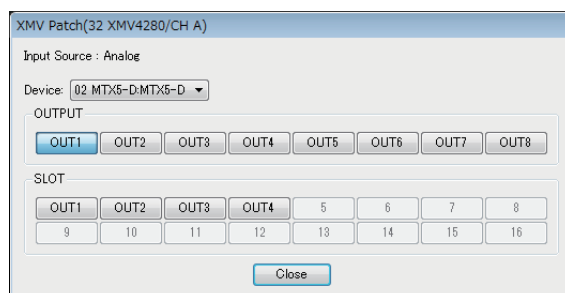 XMV Patch(32 XMV4280/CH A)
Input Source : Analog
Device: 02 MTX5-D:MTX5-D
OUTPUT
OUT1 OUT2 OUT3 OUT4 OUT5 OUT6 OUT7 OUT8
SLOT
OUT1 OUT2 OUT3 OUT4 5 6 7 8
9 10 11 12 13 14 15 16
Close